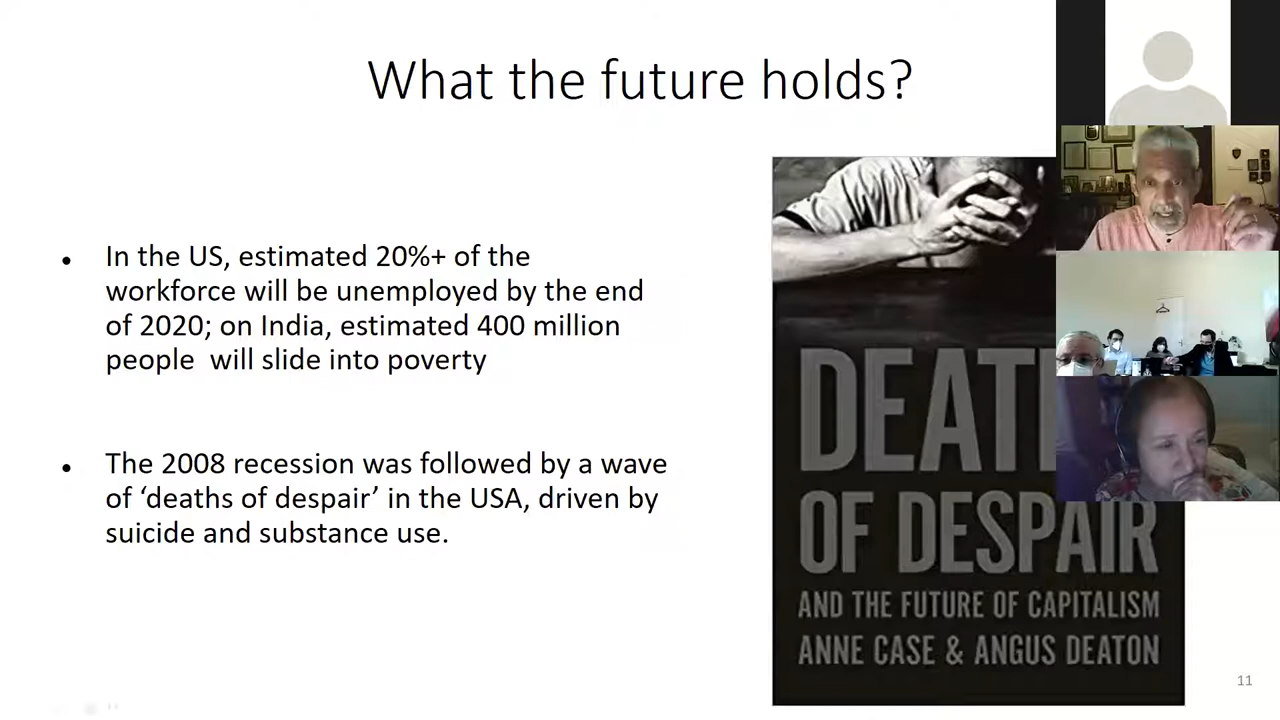 What the future holds?
In the US, estimated 20%+ of the
workforce will be unemployed by the end
of 2020; on India, estimated 400 million
people  will slide into poverty
The 2008 recession was followed by a wave
of ‘deaths of despair’ in the USA, driven by
suicide and substance use.
OF DESPAIR
AND THE FUTURE OF CAPITALISM
ANNE CASE & ANGUS DEATON
11